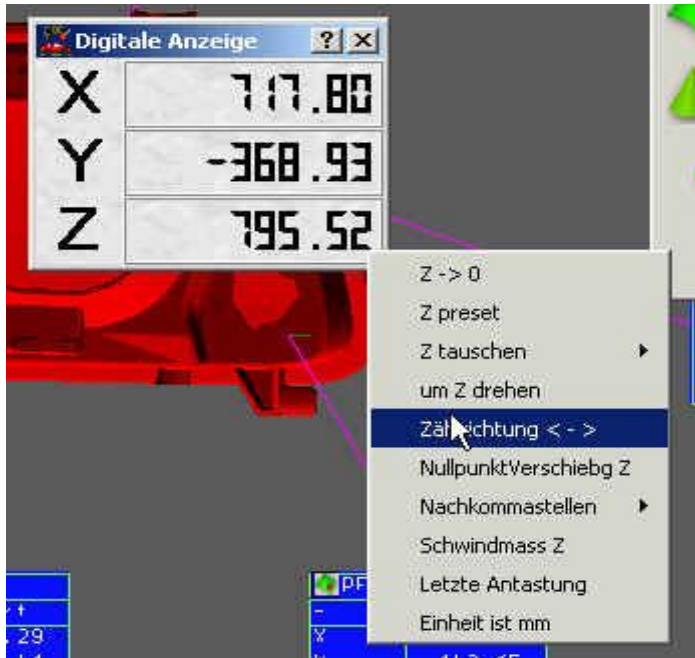 Digitale Anzeige
X 717.80
Y -368.93
Z 795.52
Z -> 0
Z preset
Z tauschen
um Z drehen
< - >
NullpunktVerschiebg Z
Nachkommastellen
Schwindmass Z
Letzte Antastung
Einheit ist mm
29
-
X